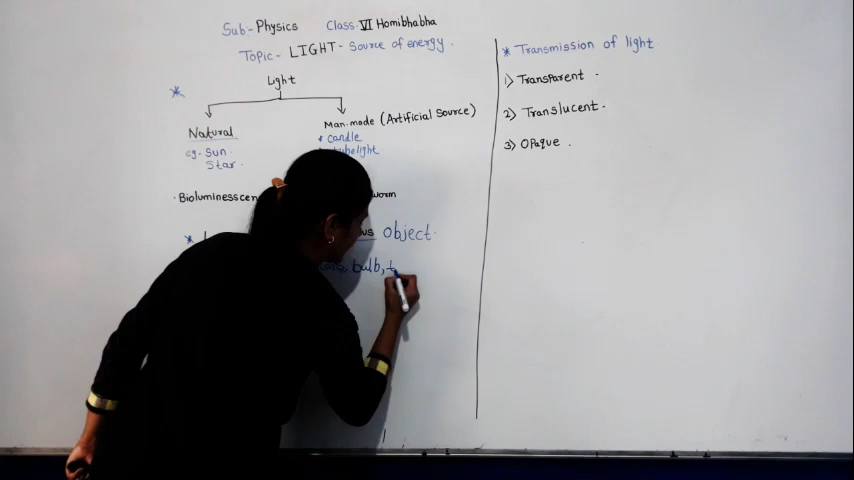 Sub-Physics Class-VI Homibhabha
Topic- LIGHT- Source of energy.
* Light
Natural
eg. Sun
Star.
Man-made (Artificial Source)
* candle
tubelight
• Bioluminescen worm
* object.
bulb, t
* Transmission of light
1) Transparent.
2) Translucent.
3) Opaque.